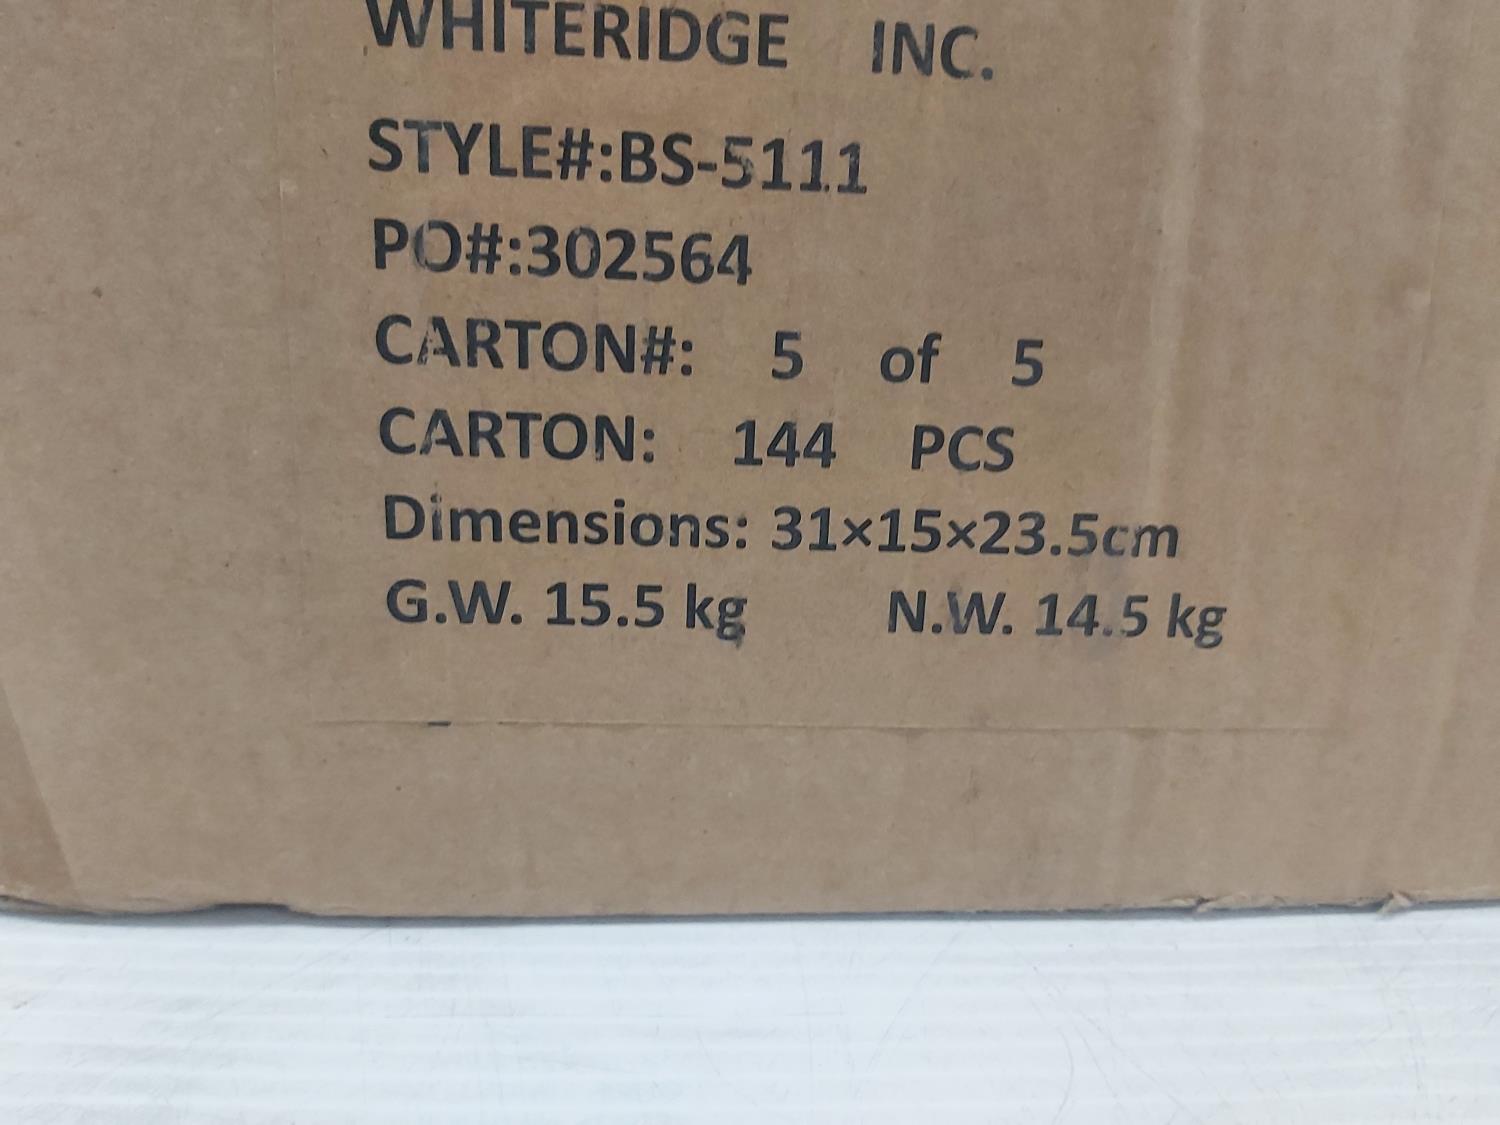 WHITERIDGE INC.
STYLE#:BS-5111
PO#:302564
CARTON#: 5 of 5
CARTON: 144 PCS
Dimensions: 31×15×23.5cm
G.W. 15.5 kg N.W. 14.5 kg